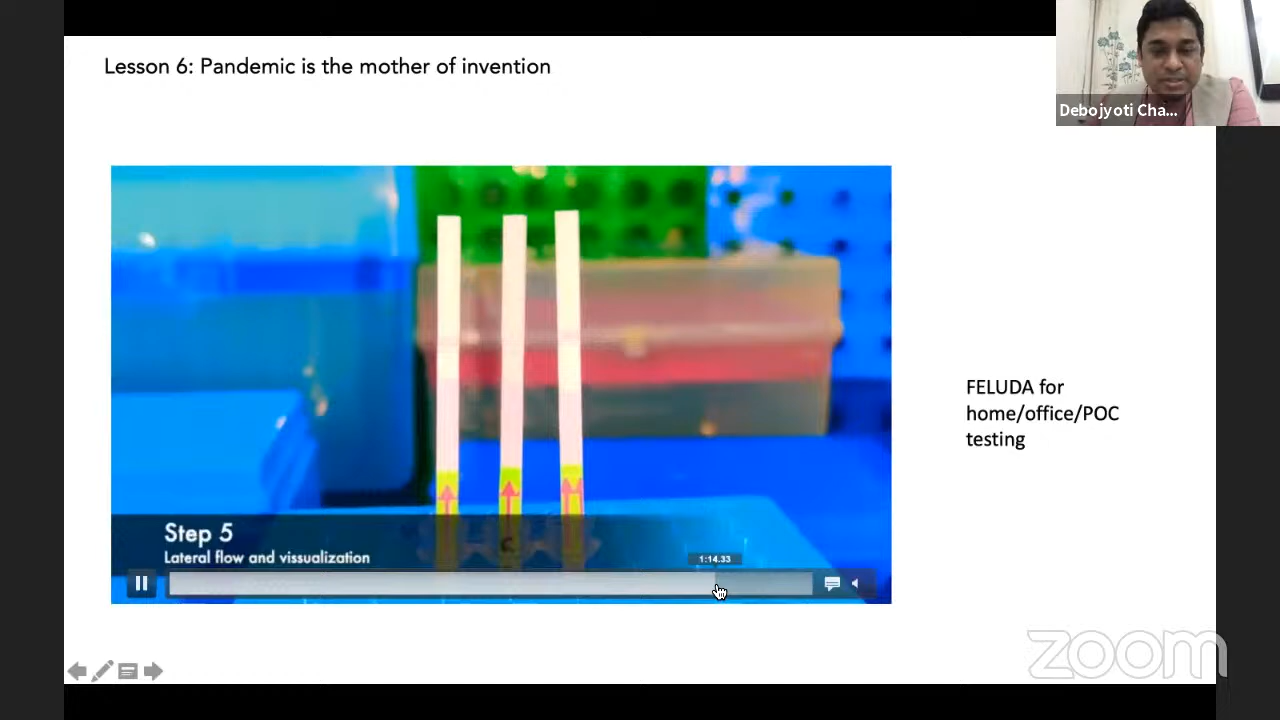 Lesson 6: Pandemic is the mother of invention
Debojyoti Cha...
FELUDA for
home/office/POC
testing
Step 5
Lateral flow and vissualization
1:14.33
zoom